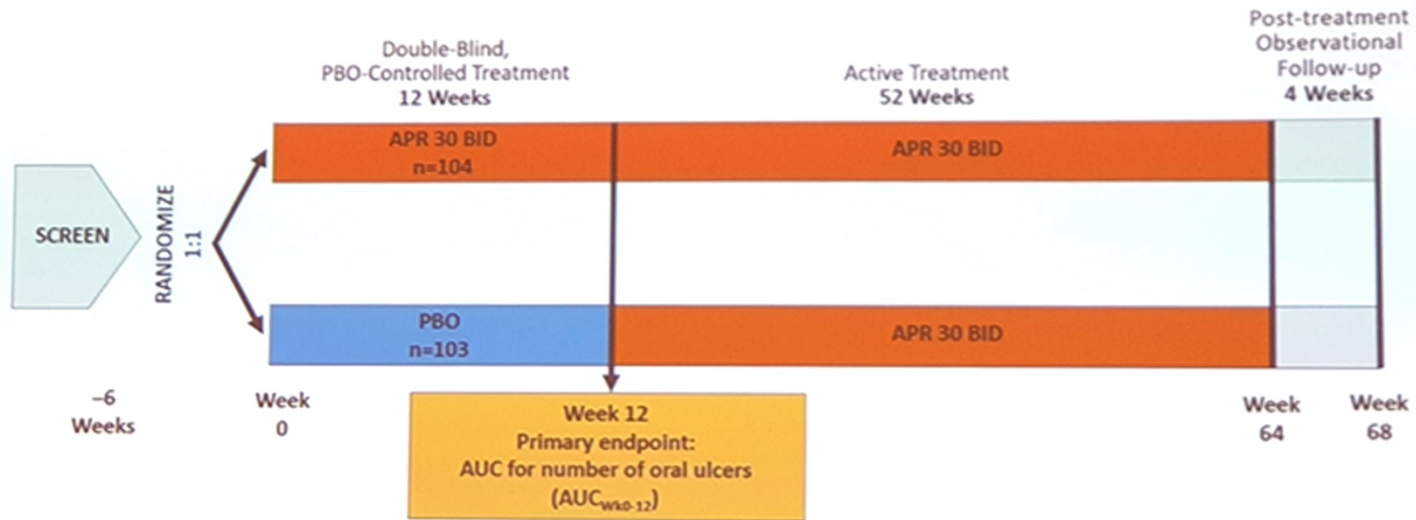 Double-Blind,
PBO-Controlled Treatment
12 Weeks
Active Treatment
52 Weeks
Post-treatment
Observational
Follow-up
4 Weeks
SCREEN
RANDOMIZE
1:1
APR 30 BID
n=104
APR 30 BID
PBO
n=103
APR 30 BID
–6
Weeks
Week
0
Week 12
Primary endpoint:
AUC for number of oral ulcers
(AUCWk0-12)
Week
64
Week
68